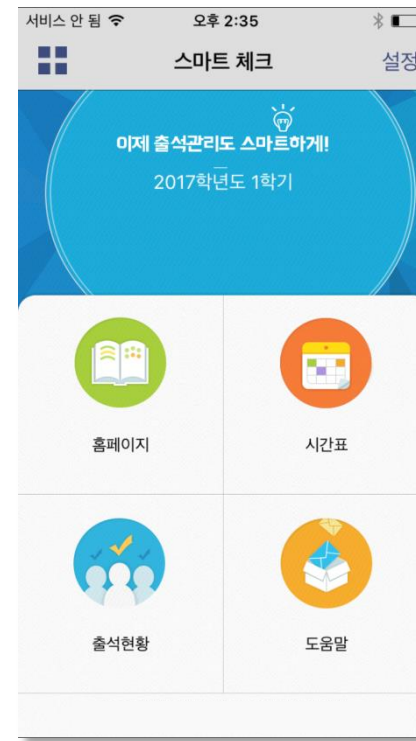 서비스 안 됨 오후 2:35
스마트 체크 설정
이제 출석관리도 스마트하게!
2017학년도 1학기
홈페이지 시간표
출석현황 도움말